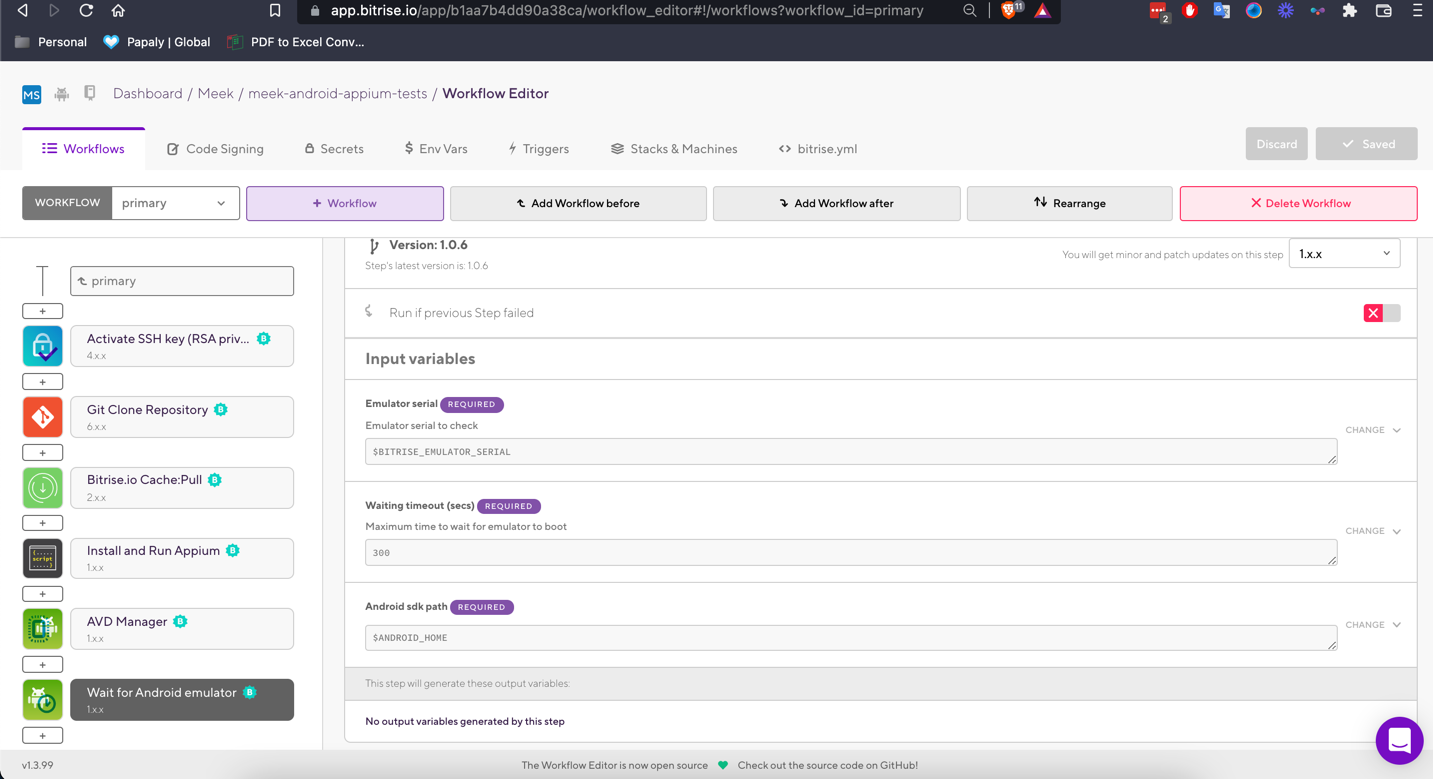 app.bitrise.io/app/b1aa7b4dd90a38ca/workflow_editor#!/workflows?workflow_id=primary
11
2
Personal
Papaly | Global
PDF to Excel Conv...
MS
Dashboard / Meek / meek-android-appium-tests / Workflow Editor
Workflows
Code Signing
Secrets
$ Env Vars
Triggers
Stacks & Machines
<> bitrise.yml
Discard
Saved
WORKFLOW
primary
+ Workflow
Add Workflow before
Add Workflow after
Rearrange
Delete Workflow
primary
+
Activate SSH key (RSA priv...
4.x.x
+
Git Clone Repository
6.x.x
+
Bitrise.io Cache:Pull
2.x.x
+
script
Install and Run Appium
1.x.x
+
AVD Manager
1.x.x
+
Wait for Android emulator
1.x.x
+
Version: 1.0.6
Step's latest version is: 1.0.6
You will get minor and patch updates on this step
1.x.x
Run if previous Step failed
Input variables
Emulator serial REQUIRED
Emulator serial to check
$BITRISE_EMULATOR_SERIAL
CHANGE
Waiting timeout (secs) REQUIRED
Maximum time to wait for emulator to boot
300
CHANGE
Android sdk path REQUIRED
$ANDROID_HOME
CHANGE
This step will generate these output variables:
No output variables generated by this step
v1.3.99
The Workflow Editor is now open source
Check out the source code on GitHub!